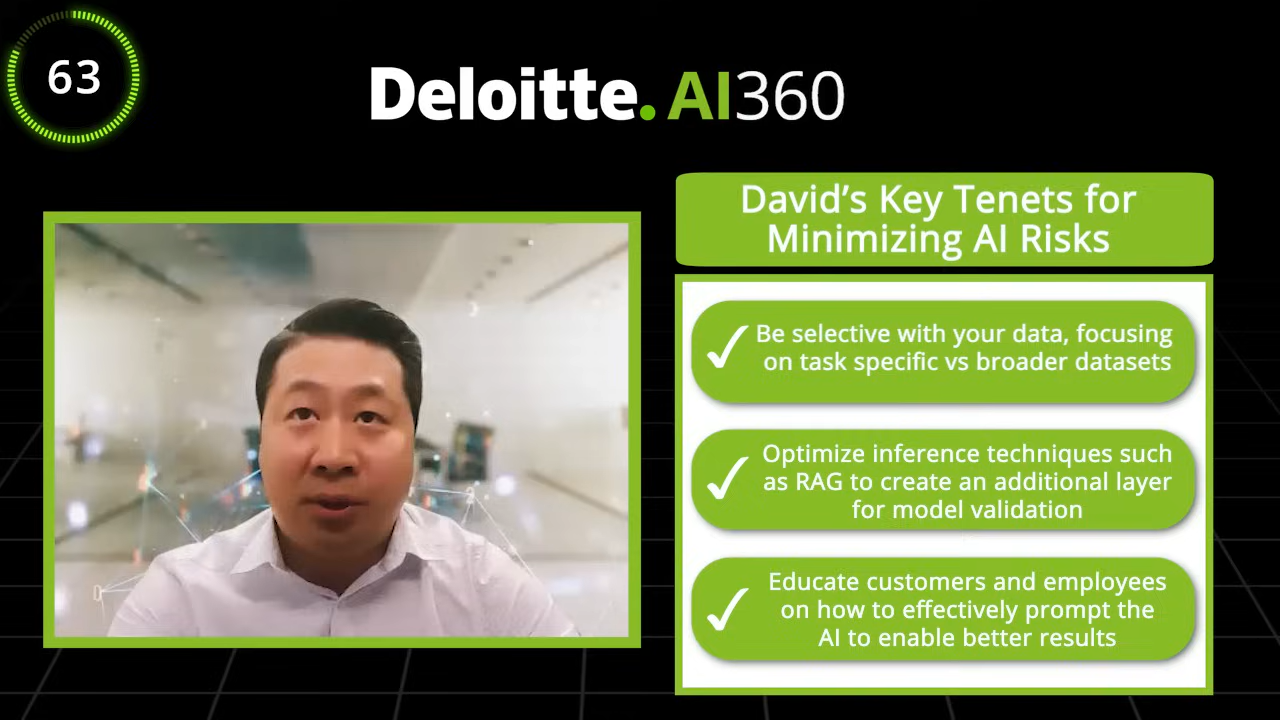 63
Deloitte. AI360
David’s Key Tenets for
Minimizing AI Risks
Be selective with your data, focusing
on task specific vs broader datasets
Optimize inference techniques such
as RAG to create an additional layer
for model validation
Educate customers and employees
on how to effectively prompt the
AI to enable better results